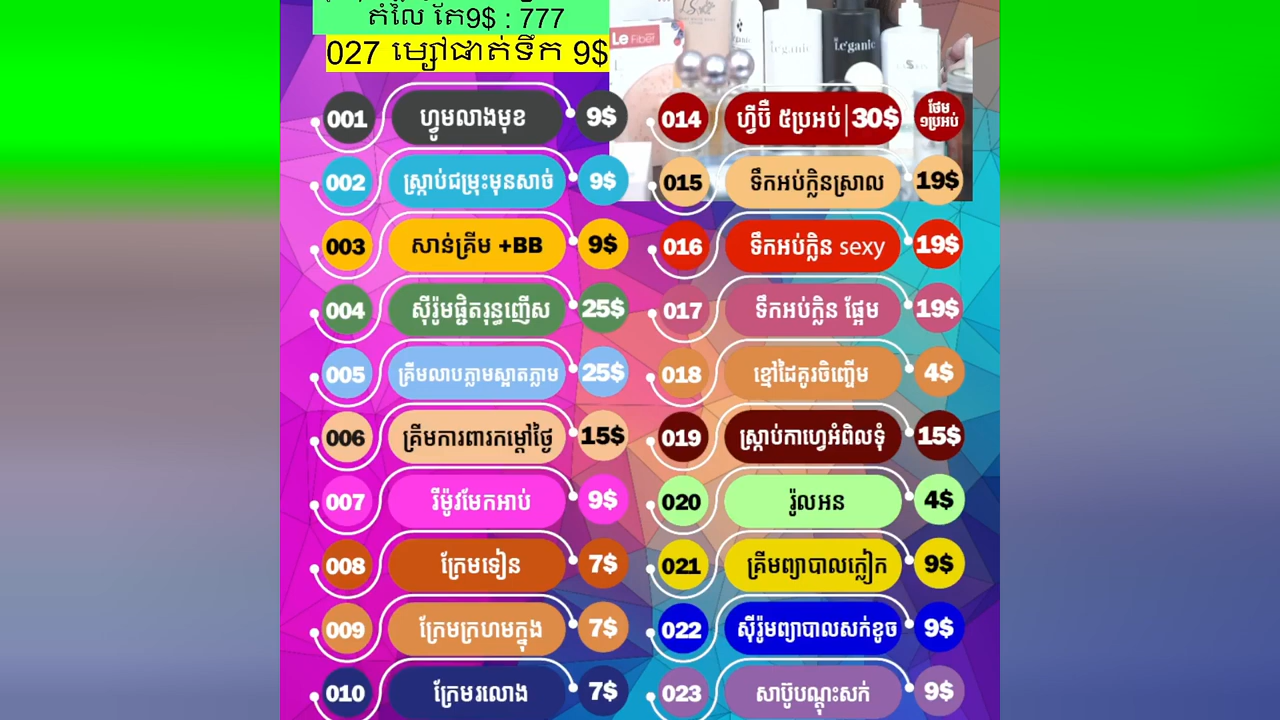 តំលៃ តែ9$ : 777
027 ម្សៅផាត់ទឹក 9$
001 ហ្វូមលាងមុខ 9$
002 ស្ក្រាប់ជម្រុះមុនសាច់ 9$
003 សាន់គ្រីម +BB 9$
004 ស៊ីរ៉ូមផ្ជិតរុន្ធញើស 25$
005 គ្រីមលាបភ្លាមស្អាតភ្លាម 25$
006 គ្រីមការពារកម្តៅថ្ងៃ 15$
007 រីម៉ូវមែកអាប់ 9$
008 ក្រែមទៀន 7$
009 ក្រែមក្រហមក្នុង 7$
010 ក្រែមរលោង 7$
Le Fiber
Le'ganic
Le'ganic
014 ហ្វីប៊ឺ ៥ប្រអប់ | 30$ ថែម ១ប្រអប់
015 ទឹកអប់ក្លិនស្រាល 19$
016 ទឹកអប់ក្លិន sexy 19$
017 ទឹកអប់ក្លិន ផ្អែម 19$
018 ខ្មៅដៃគូរចិញ្ចើម 4$
019 ស្ក្រាប់កាហ្វេអំពិលទុំ 15$
020 រ៉ូលអន 4$
021 គ្រីមព្យាបាលក្លៀក 9$
022 ស៊ីរ៉ូមព្យាបាលសក់ខូច 9$
023 សាប៊ូបណ្តុះសក់ 9$